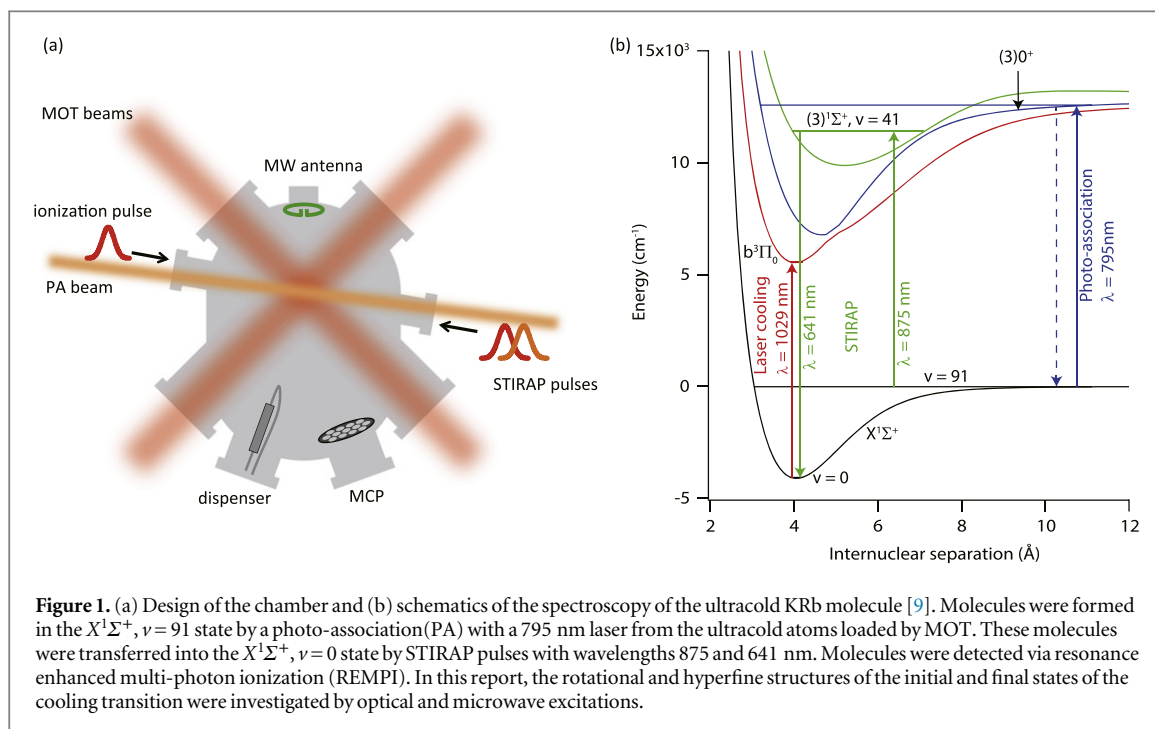 (a)
MOT beams
MW antenna
ionization pulse
PA beam
STIRAP pulses
dispenser
MCP
(b)
15x10³
10
5
0
-5
Energy (cm⁻¹)
2
4
6
8
10
12
Internuclear separation (Å)
(3)0⁺
(3)¹Σ⁺, v = 41
b³Π₀
Laser cooling
λ = 1029 nm
λ = 641 nm
STIRAP
λ = 875 nm
Photo-association
λ = 795nm
v = 91
X¹Σ⁺
v = 0
Figure 1. (a) Design of the chamber and (b) schematics of the spectroscopy of the ultracold KRb molecule [9]. Molecules were formed
in the X¹Σ⁺, ν = 91 state by a photo-association(PA) with a 795 nm laser from the ultracold atoms loaded by MOT. These molecules
were transferred into the X¹Σ⁺, ν = 0 state by STIRAP pulses with wavelengths 875 and 641 nm. Molecules were detected via resonance
enhanced multi-photon ionization (REMPI). In this report, the rotational and hyperfine structures of the initial and final states of the
cooling transition were investigated by optical and microwave excitations.